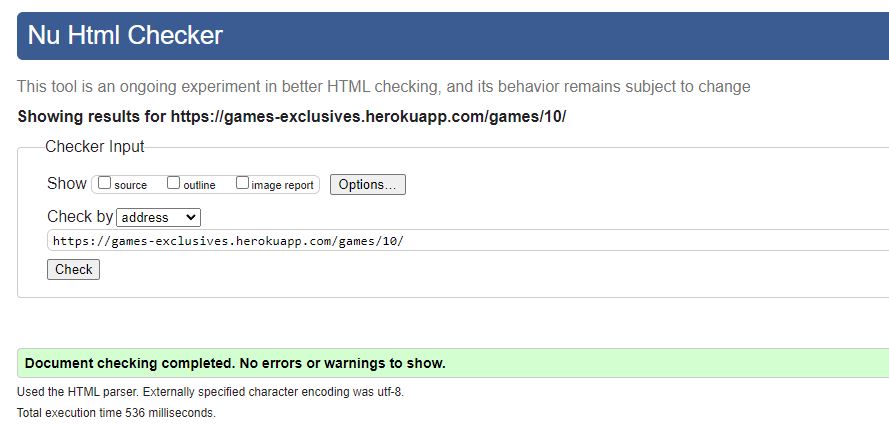 Nu Html Checker
This tool is an ongoing experiment in better HTML checking, and its behavior remains subject to change
Showing results for https://games-exclusives.herokuapp.com/games/10/
Checker Input
Show source outline image report Options...
Check by address
https://games-exclusives.herokuapp.com/games/10/
Check
Document checking completed. No errors or warnings to show.
Used the HTML parser. Externally specified character encoding was utf-8.
Total execution time 536 milliseconds.